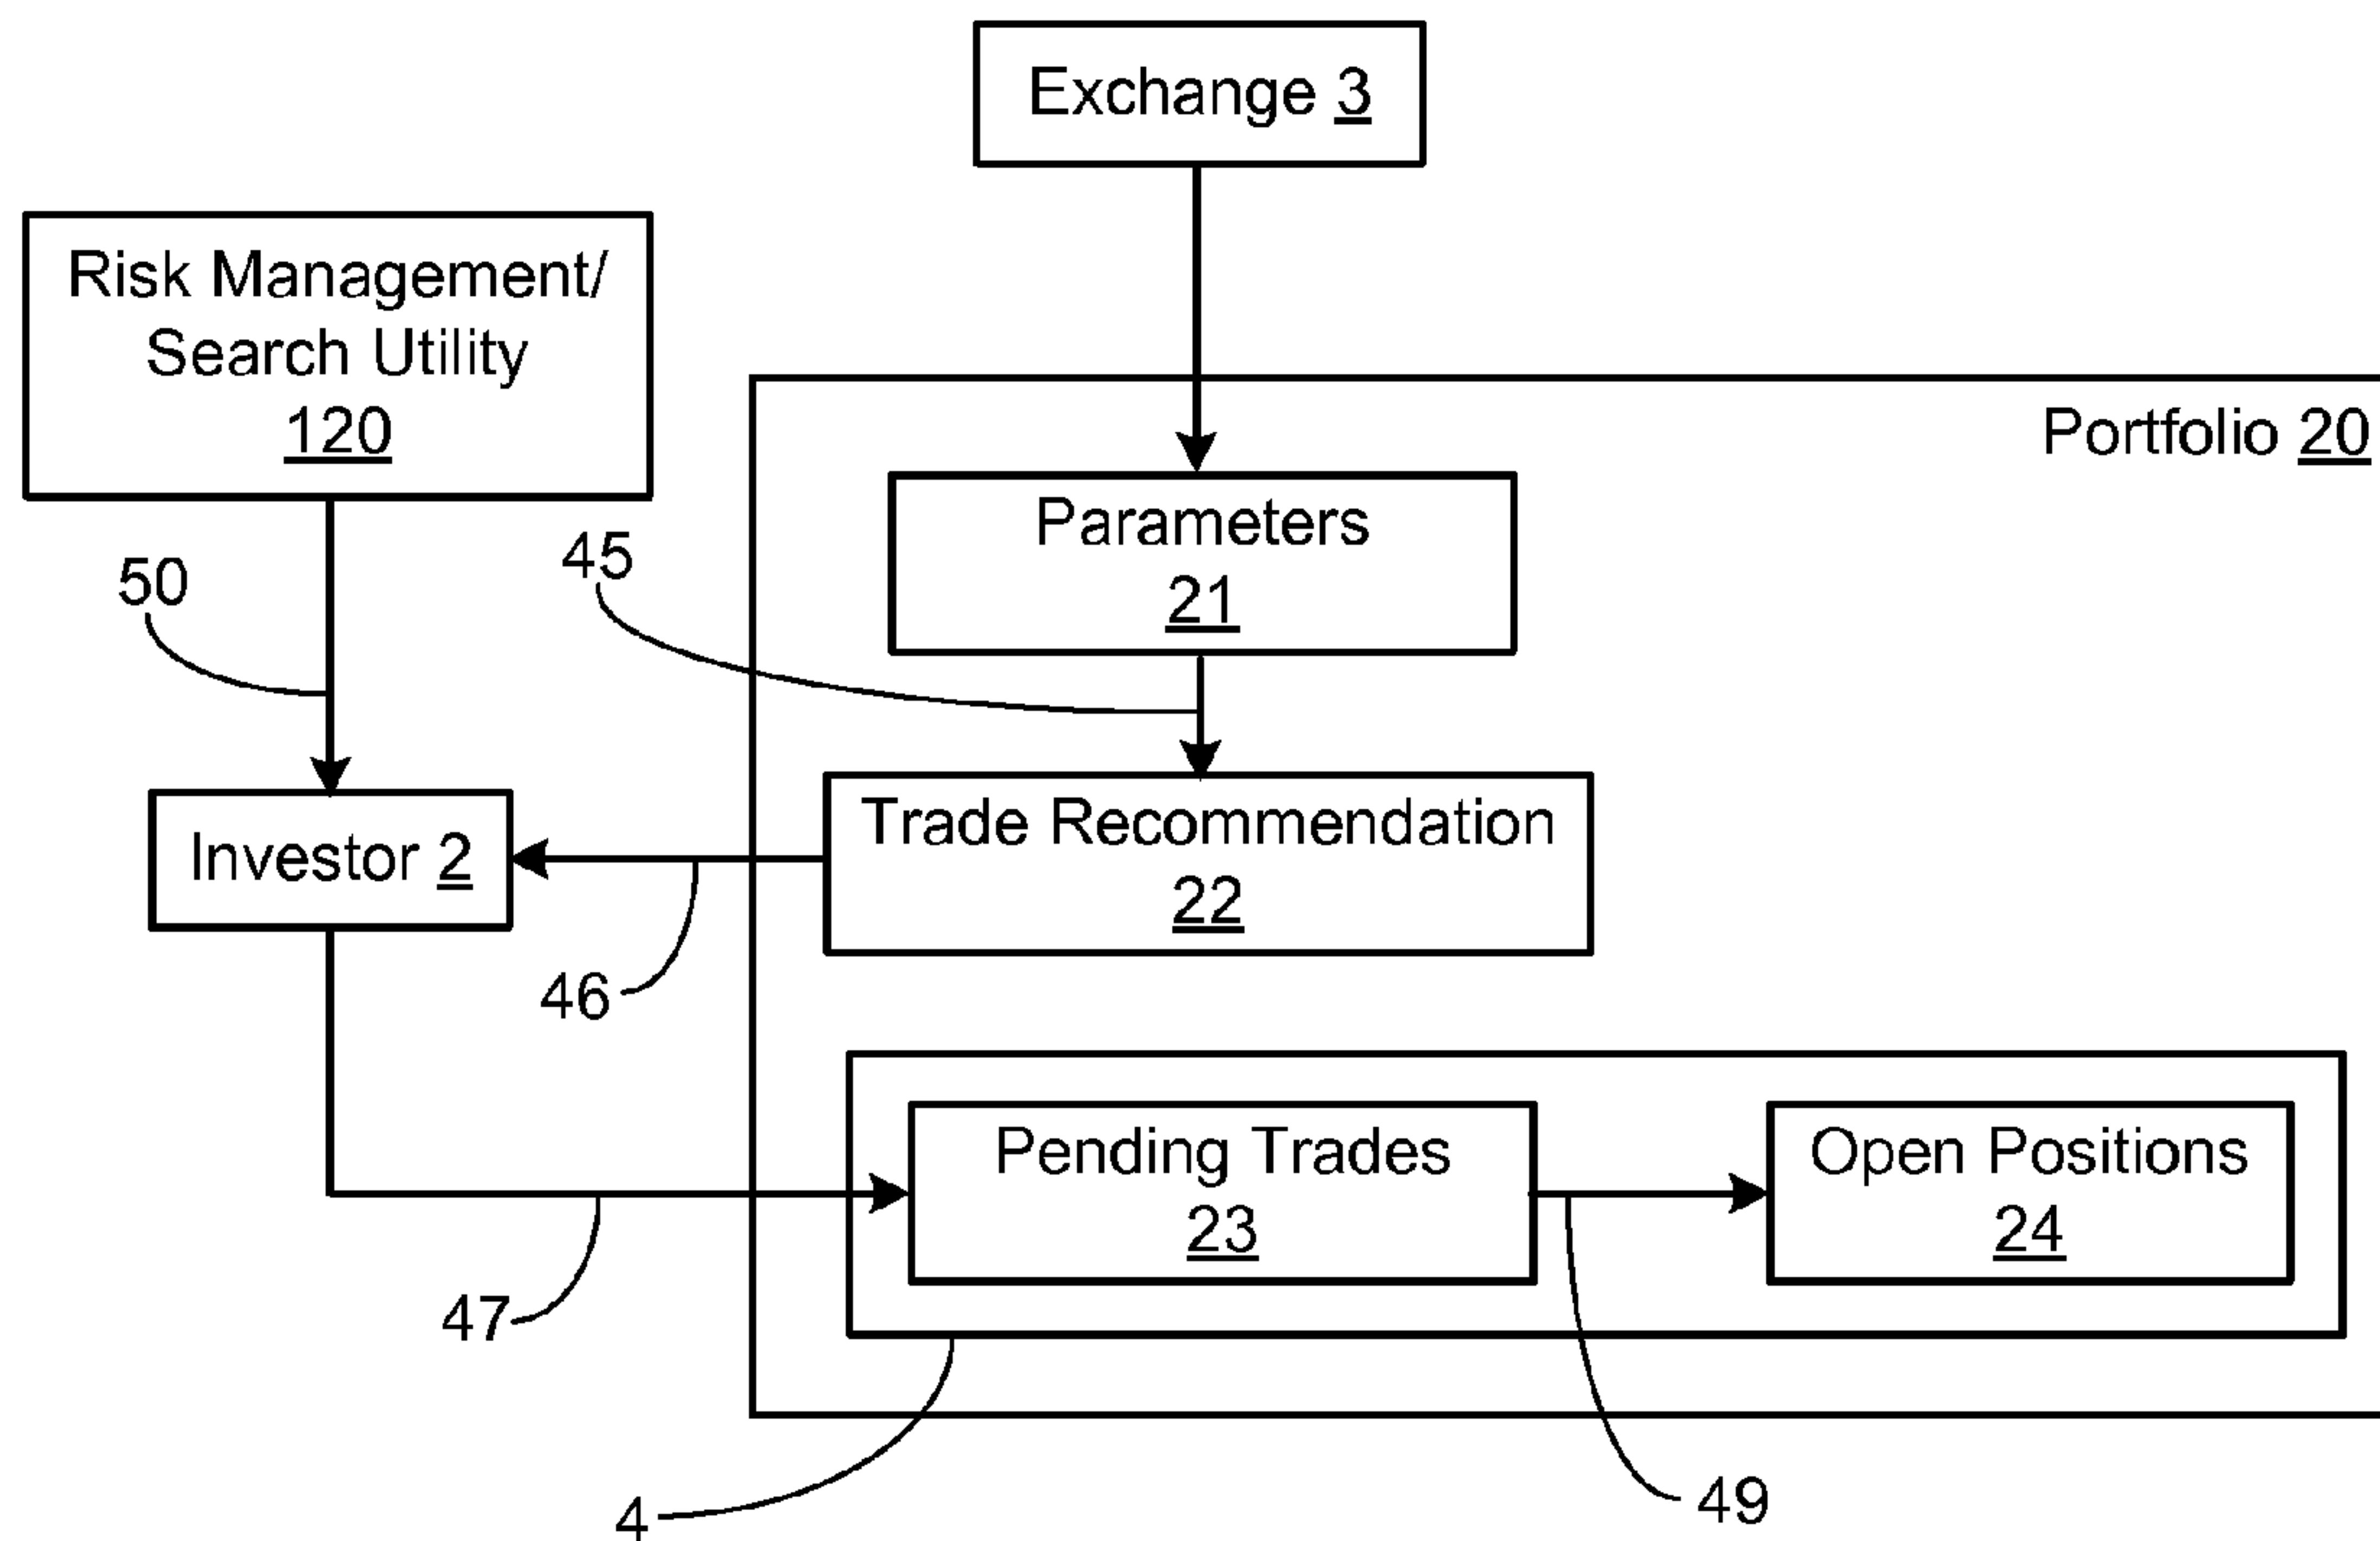 Exchange 3
Risk Management/
Search Utility
120
Portfolio 20
Parameters
21
50
45
Trade Recommendation
22
Investor 2
46
Pending Trades
23
Open Positions
24
47
4
49